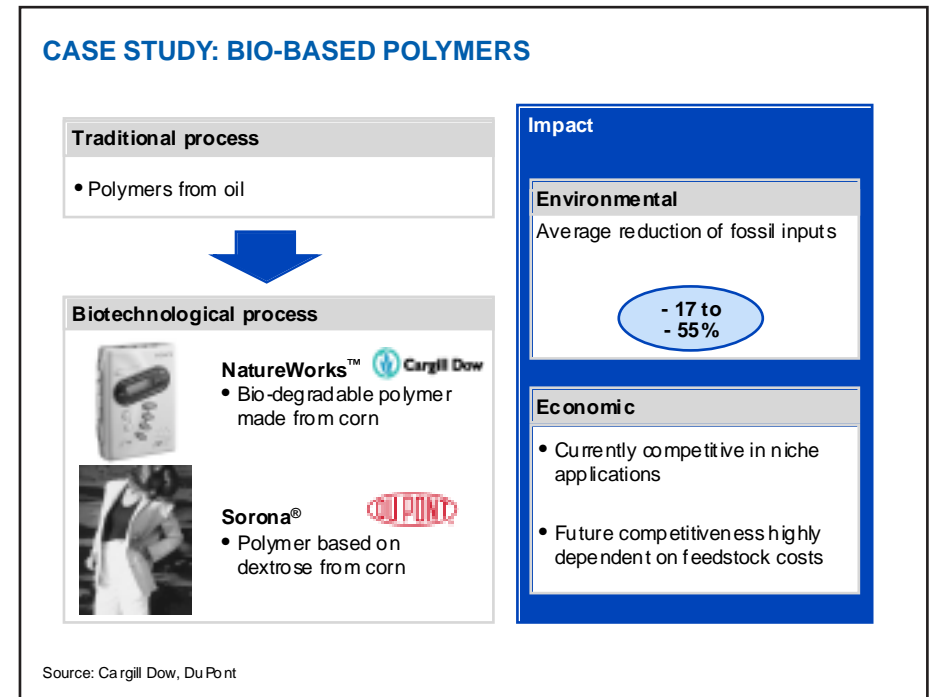 CASE STUDY: BIO-BASED POLYMERS
Traditional process
• Polymers from oil
Biotechnological process
NatureWorks™
Cargill Dow
• Bio-degradable polymer
made from corn
Sorona®
DU PONT
• Polymer based on
dextrose from corn
Impact
Environmental
Average reduction of fossil inputs
- 17 to
- 55%
Economic
• Currently competitive in niche
applications
• Future competitiveness highly
dependent on feedstock costs
Source: Cargill Dow, DuPont